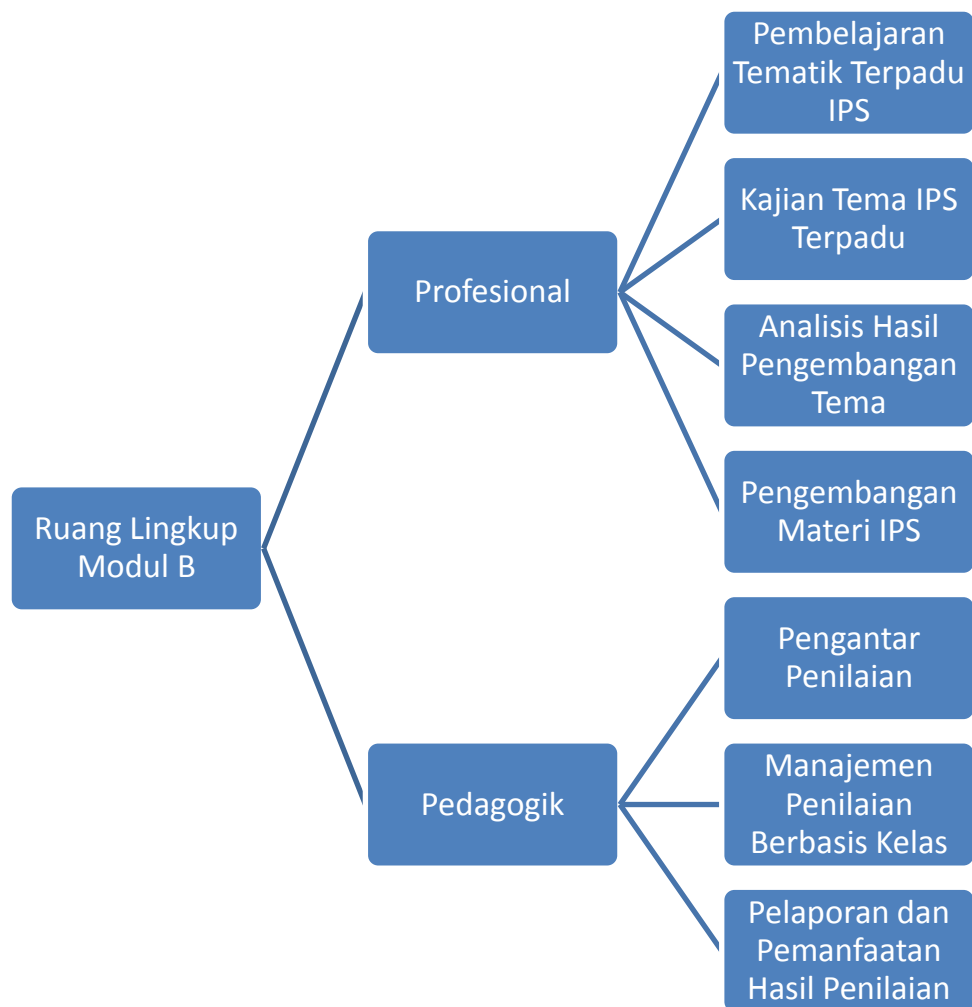 Ruang Lingkup
Modul B
Profesional
Pembelajaran
Tematik Terpadu
IPS
Kajian Tema IPS
Terpadu
Analisis Hasil
Pengembangan
Tema
Pengembangan
Materi IPS
Pedagogik
Pengantar
Penilaian
Manajemen
Penilaian
Berbasis Kelas
Pelaporan dan
Pemanfaatan
Hasil Penilaian